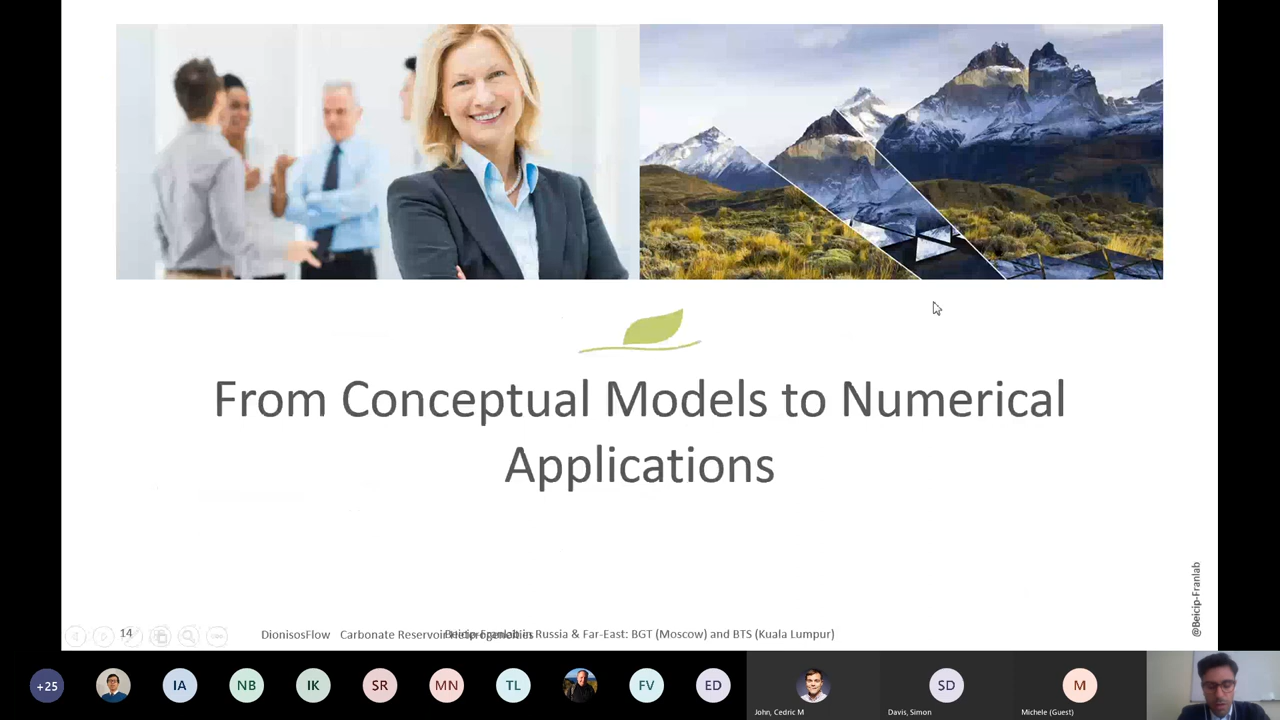 From Conceptual Models to Numerical
Applications
@Beicip-Franlab
14
DionisosFlow Carbonate Reservoir
in Russia & Far-East: BGT (Moscow) and BTS (Kuala Lumpur)
+25
IA
NB
IK
SR
MN
TL
FV
ED
John, Cedric M
SD
Davis, Simon
M
Michele (Guest)